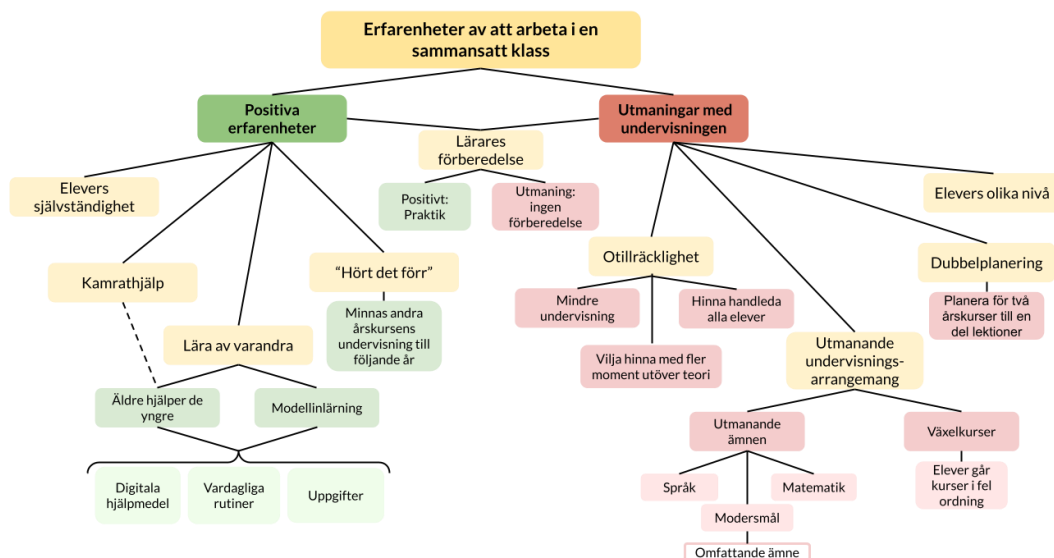 Erfarenheter av att arbeta i en
sammansatt klass
Positiva
erfarenheter
Utmaningar med
undervisningen
Lärares
förberedelse
Positivt:
Praktik
Utmaning:
ingen
förberedelse
Elevers
självständighet
Kamrathjälp
Lära av varandra
“Hört det förr”
Minnas andra
årskursens
undervisning till
följande år
Äldre hjälper de
yngre
Modellinlärning
Digitala
hjälpmedel
Vardagliga
rutiner
Uppgifter
Elevers olika nivå
Otillräcklighet
Mindre
undervisning
Hinna handleda
alla elever
Vilja hinna med fler
moment utöver teori
Dubbelplanering
Planera för två
årskurser till en
del lektioner
Utmanande
undervisnings-
arrangemang
Utmanande
ämnen
Växelkurser
Språk
Matematik
Modersmål
Omfattande ämne
Elever går
kurser i fel
ordning